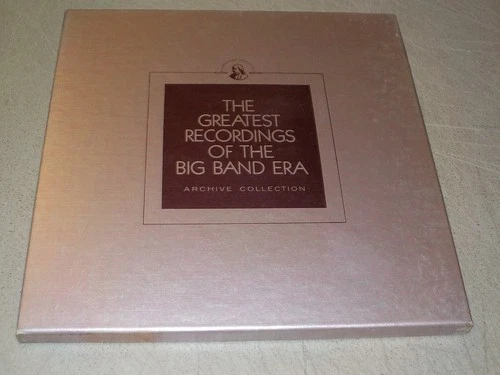 THE
GREATEST
RECORDINGS
OF THE
BIG BAND ERA
ARCHIVE COLLECTION